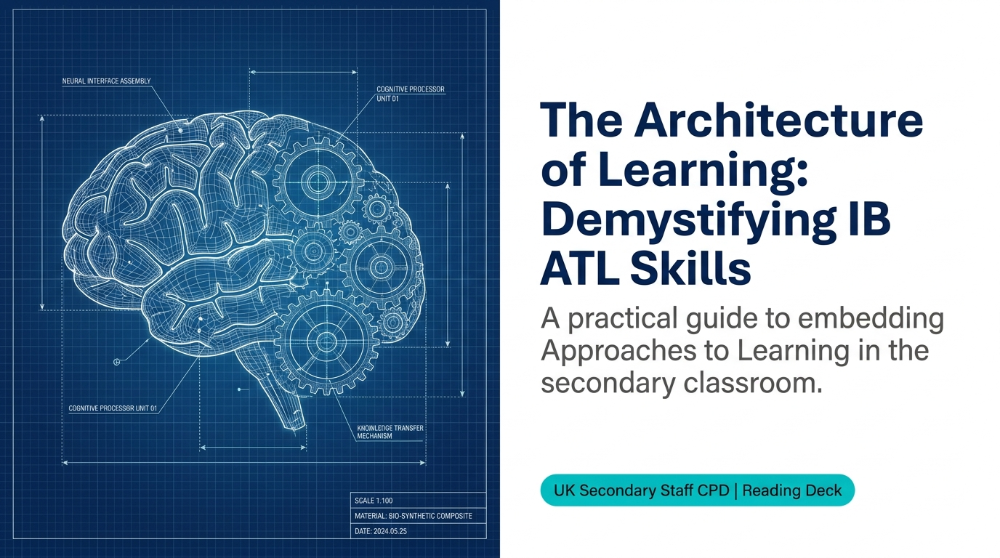 NEURAL INTERFACE ASSEMBLY
COGNITIVE PROCESSOR
UNIT 01
COGNITIVE PROCESSBR UNIT 01
KNOWLEDGE TRANSFER
MECHANISM
SCALE 1.100
MATERIAL: BIO-SYNTHETIC COMPOSITE
DATE: 2024.05.25
The Architecture
of Learning:
Demystifying IB
ATL Skills
A practical guide to embedding
Approaches to Learning in the
secondary classroom.
UK Secondary Staff CPD | Reading Deck